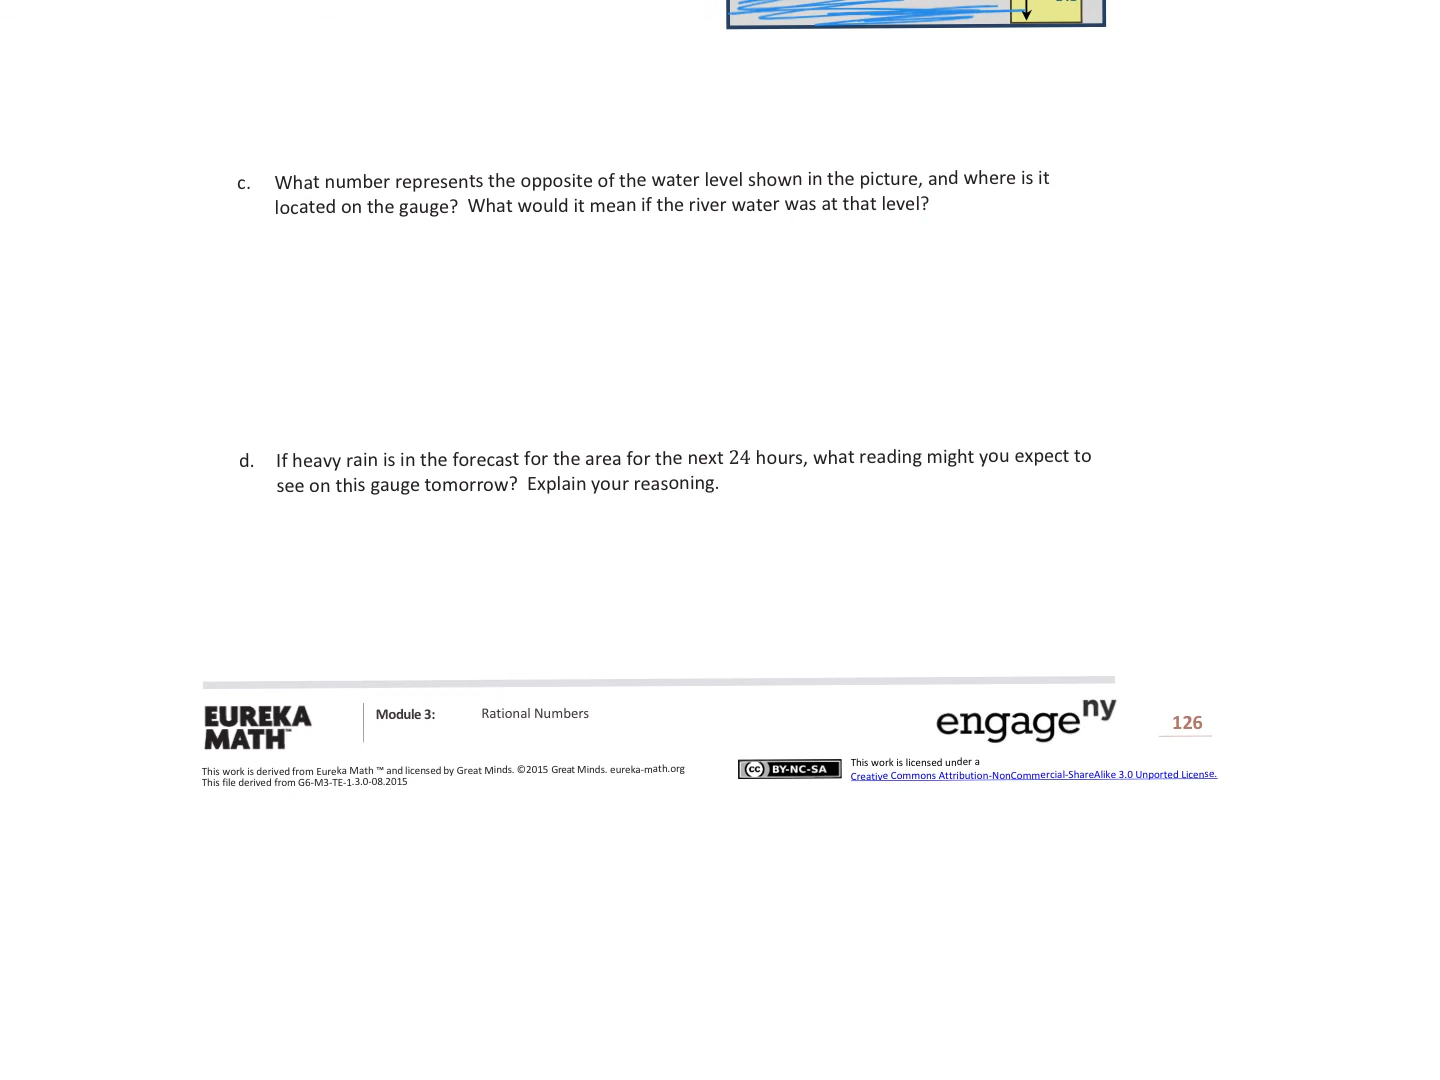 c. What number represents the opposite of the water level shown in the picture, and where is it
located on the gauge? What would it mean if the river water was at that level?
d. If heavy rain is in the forecast for the area for the next 24 hours, what reading might you expect to
see on this gauge tomorrow? Explain your reasoning.
EUREKA
MATH™
Module 3: Rational Numbers
engage ny
126
This work is derived from Eureka Math ™ and licensed by Great Minds. ©2015 Great Minds. eureka-math.org
This file derived from G6-M3-TE-1.3.0-08.2015
cc BY-NC-SA
This work is licensed under a
Creative Commons Attribution-NonCommercial-ShareAlike 3.0 Unported License.